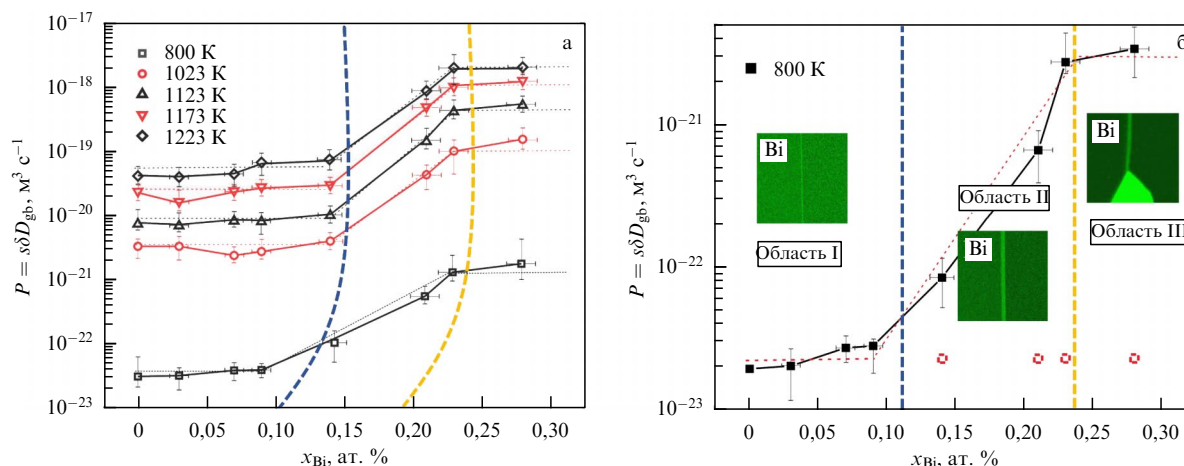 а
10⁻¹⁷
10⁻¹⁸
10⁻¹⁹
10⁻²⁰
10⁻²¹
10⁻²²
10⁻²³
P = sδD_gb, м³ с⁻¹
800 К
1023 К
1123 К
1173 К
1223 К
0 0,05 0,10 0,15 0,20 0,25 0,30
x_Bi, ат. %
б
800 К
10⁻²¹
10⁻²²
10⁻²³
P = sδD_gb, м³ с⁻¹
Bi
Область I
Область II
Bi
Bi
Область III
0 0,05 0,10 0,15 0,20 0,25 0,30
x_Bi, ат. %